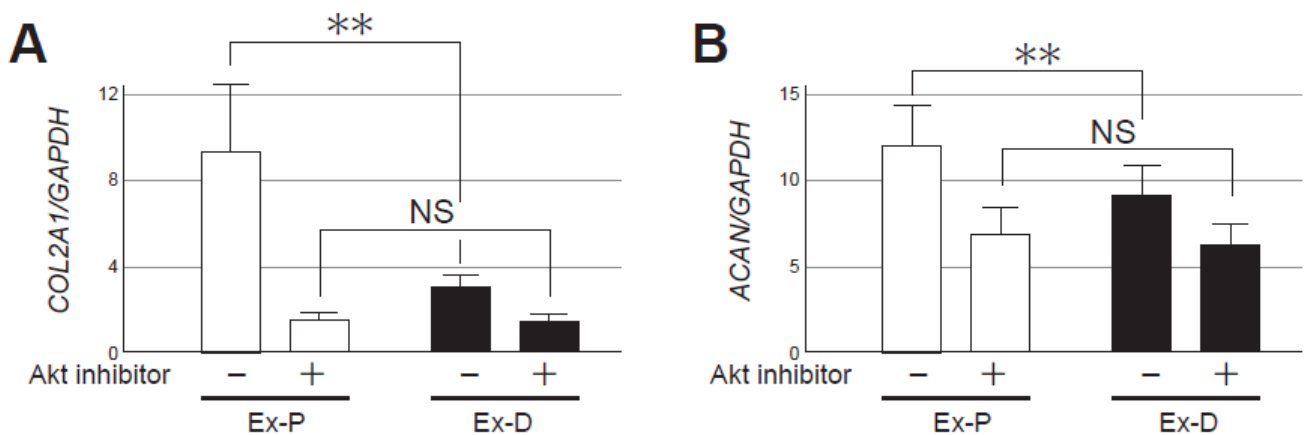 A
**
12
8
4
0
COL2A1/GAPDH
NS
Akt inhibitor − + − +
Ex-P Ex-D
B
**
15
10
5
0
ACAN/GAPDH
NS
Akt inhibitor − + − +
Ex-P Ex-D